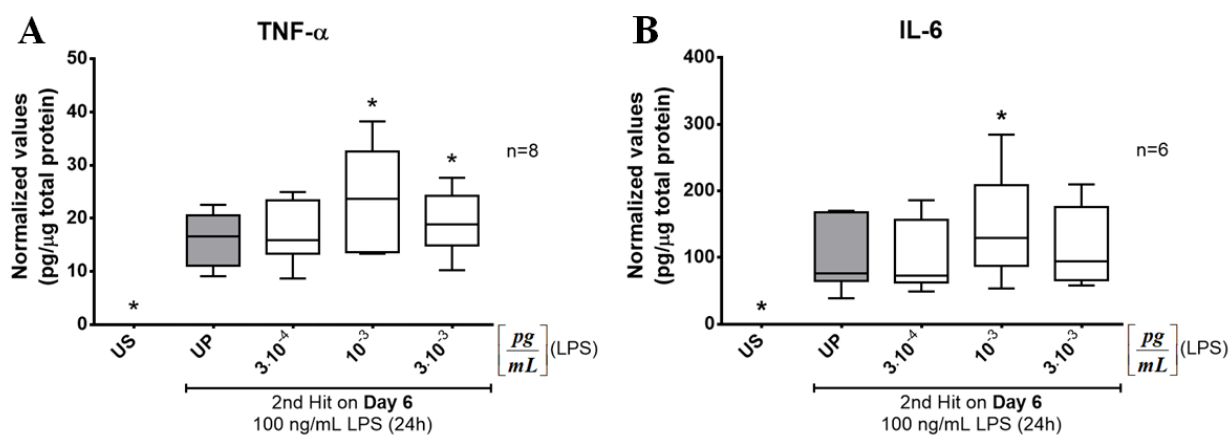 A
TNF-α
Normalized values
(pg/μg total protein)
50
40
30
20
10
0
*
*
*
n=8
US
UP
3·10⁻⁴
10⁻³
3·10⁻³
[pg/mL] (LPS)
2nd Hit on Day 6
100 ng/mL LPS (24h)
B
IL-6
Normalized values
(pg/μg total protein)
400
300
200
100
0
*
*
n=6
US
UP
3·10⁻⁴
10⁻³
3·10⁻³
[pg/mL] (LPS)
2nd Hit on Day 6
100 ng/mL LPS (24h)